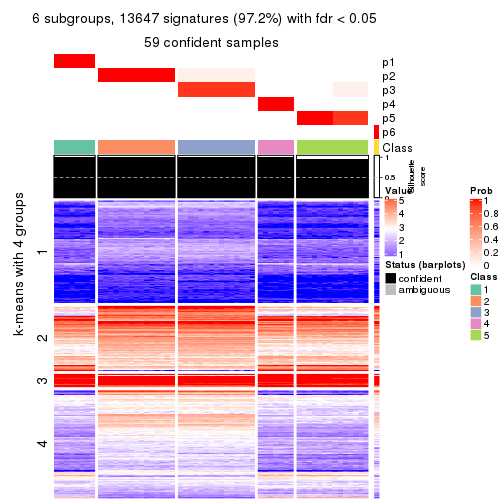 6 subgroups, 13647 signatures (97.2%) with fdr < 0.05
59 confident samples
p1
p2
p3
p4
p5
p6
Class
1
0.5
0
Silhouette
score
k-means with 4 groups
1
2
3
4
Value
5
4
3
2
1
Status (barplots)
confident
ambiguous
Prob
1
0.8
0.6
0.4
0.2
0
Class
1
2
3
4
5